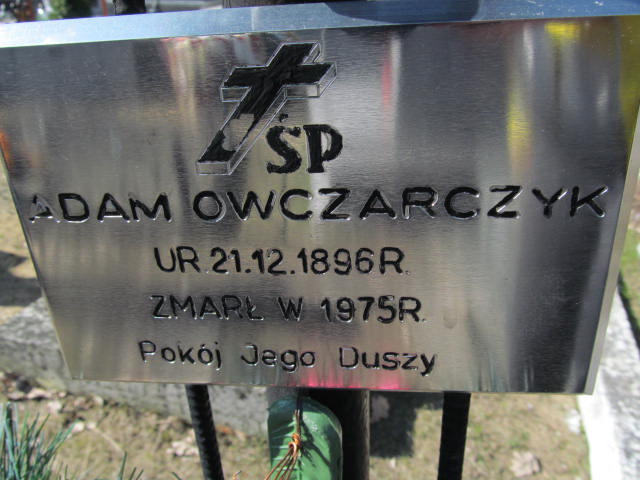 ŚP
ADAM OWCZARCZYK
UR.21.12.1896R.
ZMARŁ W 1975R.
Pokój Jego Duszy